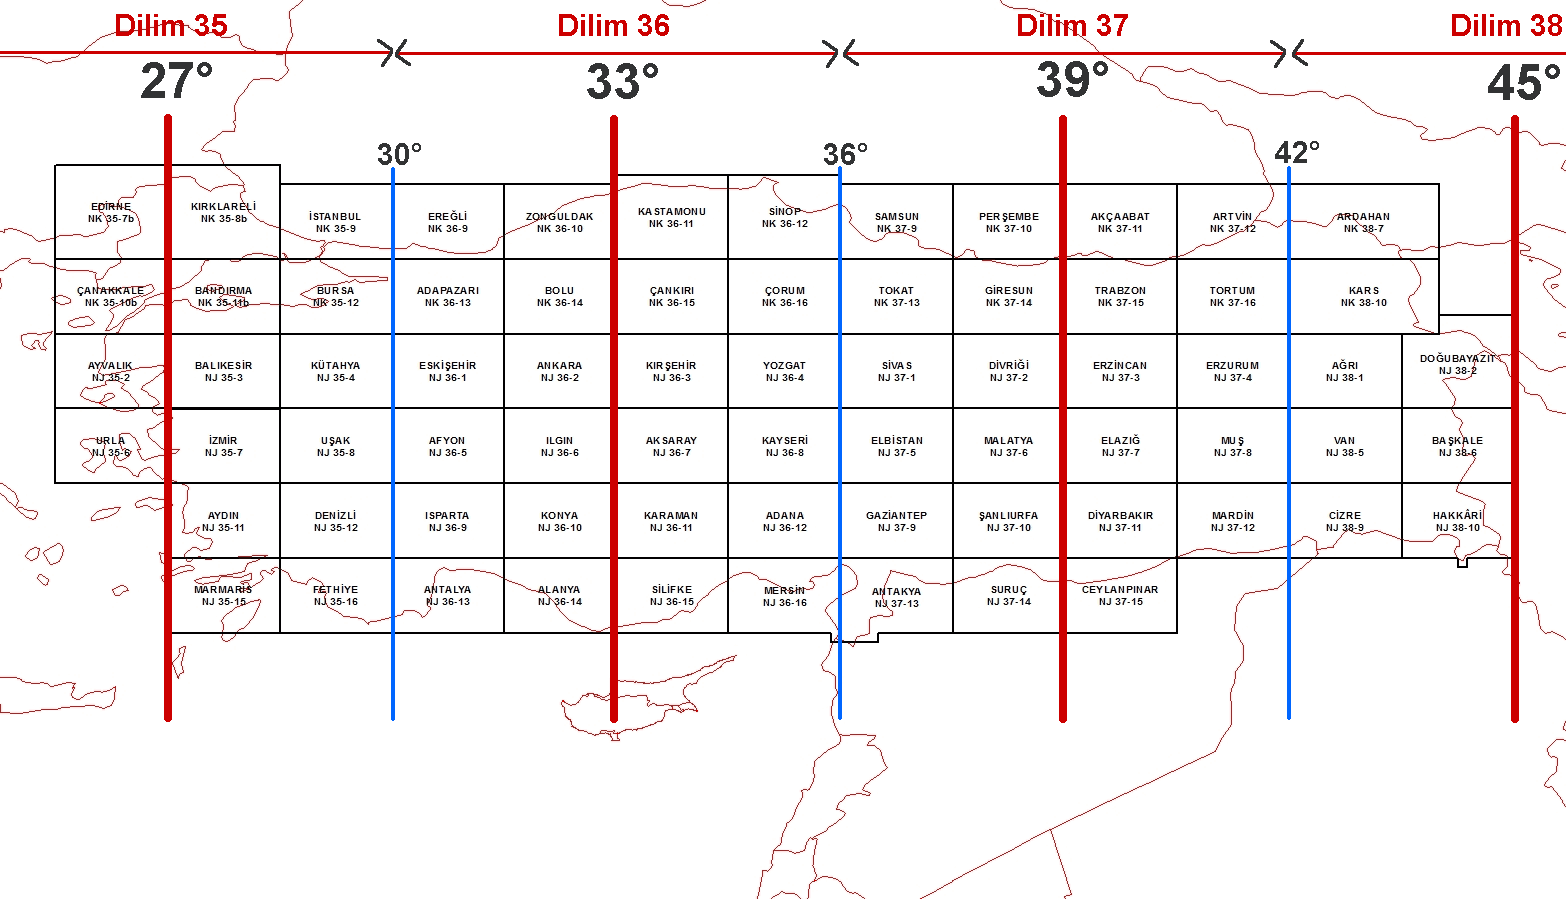 Dilim 35
Dilim 36
Dilim 37
Dilim 38
27°
33°
39°
45°
30°
36°
42°
EDİRNE
NK 35-7b
KIRKLARELİ
NK 35-8b
İSTANBUL
NK 35-9
EREĞLİ
NK 36-9
ZONGULDAK
NK 36-10
KASTAMONU
NK 36-11
SİNOP
NK 36-12
SAMSUN
NK 37-9
PERŞEMBE
NK 37-10
AKÇAABAT
NK 37-11
ARTVİN
NK 37-12
ARDAHAN
NK 38-7
ÇANAKKALE
NK 35-10b
BANDIRMA
NK 35-11b
BURSA
NK 35-12
ADAPAZARI
NK 36-13
BOLU
NK 36-14
ÇANKIRI
NK 36-15
ÇORUM
NK 36-16
TOKAT
NK 37-13
GİRESUN
NK 37-14
TRABZON
NK 37-15
TORTUM
NK 37-16
KARS
NK 38-10
AYVALIK
NJ 35-2
BALIKESİR
NJ 35-3
KÜTAHYA
NJ 35-4
ESKİŞEHİR
NJ 36-1
ANKARA
NJ 36-2
KIRŞEHİR
NJ 36-3
YOZGAT
NJ 36-4
SİVAS
NJ 37-1
DİVRİĞİ
NJ 37-2
ERZİNCAN
NJ 37-3
ERZURUM
NJ 37-4
AĞRI
NJ 38-1
DOĞUBAYAZIT
NJ 38-2
URLA
NJ 35-6
İZMİR
NJ 35-7
UŞAK
NJ 35-8
AFYON
NJ 36-5
ILGIN
NJ 36-6
AKSARAY
NJ 36-7
KAYSERİ
NJ 36-8
ELBİSTAN
NJ 37-5
MALATYA
NJ 37-6
ELAZIĞ
NJ 37-7
MUŞ
NJ 37-8
VAN
NJ 38-5
BAŞKALE
NJ 38-6
AYDIN
NJ 35-11
DENİZLİ
NJ 35-12
ISPARTA
NJ 36-9
KONYA
NJ 36-10
KARAMAN
NJ 36-11
ADANA
NJ 36-12
GAZİANTEP
NJ 37-9
ŞANLIURFA
NJ 37-10
DİYARBAKIR
NJ 37-11
MARDİN
NJ 37-12
CİZRE
NJ 38-9
HAKKÂRİ
NJ 38-10
MARMARİS
NJ 35-15
FETHİYE
NJ 35-16
ANTALYA
NJ 36-13
ALANYA
NJ 36-14
SİLİFKE
NJ 36-15
MERSİN
NJ 36-16
ANTAKYA
NJ 37-13
SURUÇ
NJ 37-14
CEYLANPINAR
NJ 37-15